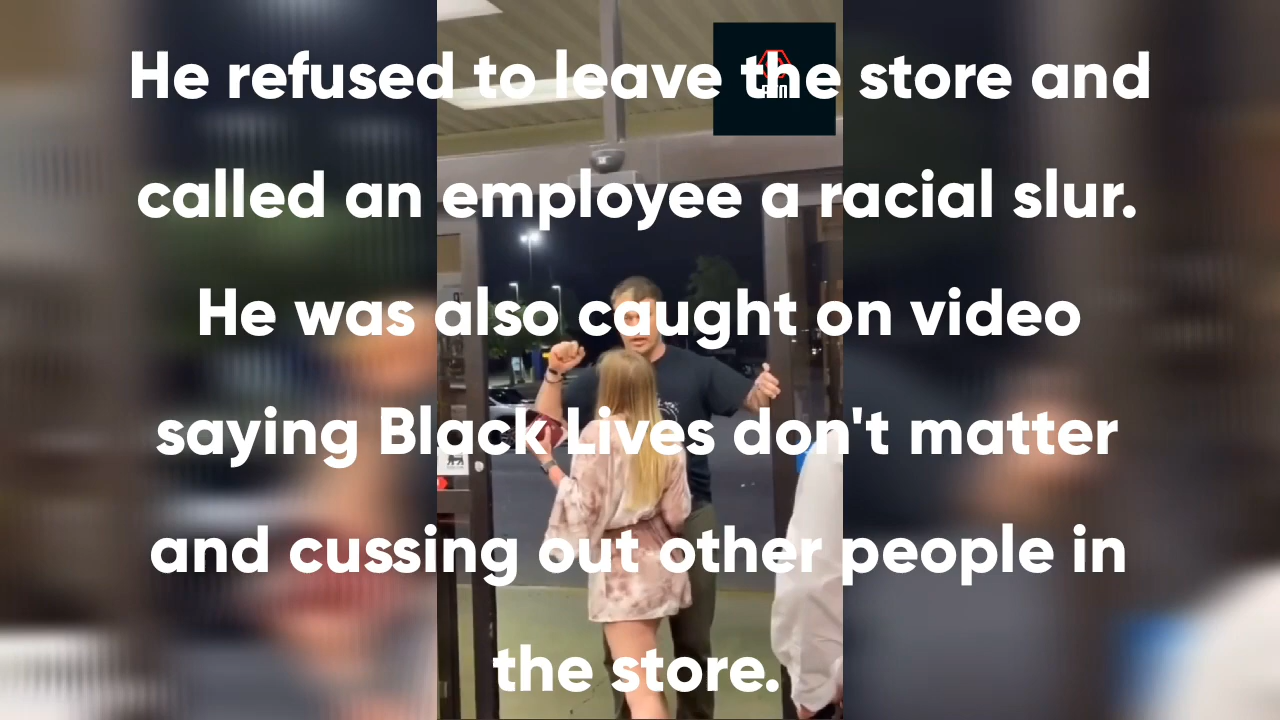 He refused to leave the store and
called an employee a racial slur.
He was also caught on video
saying Black Lives don't matter
and cussing out other people in
the store.